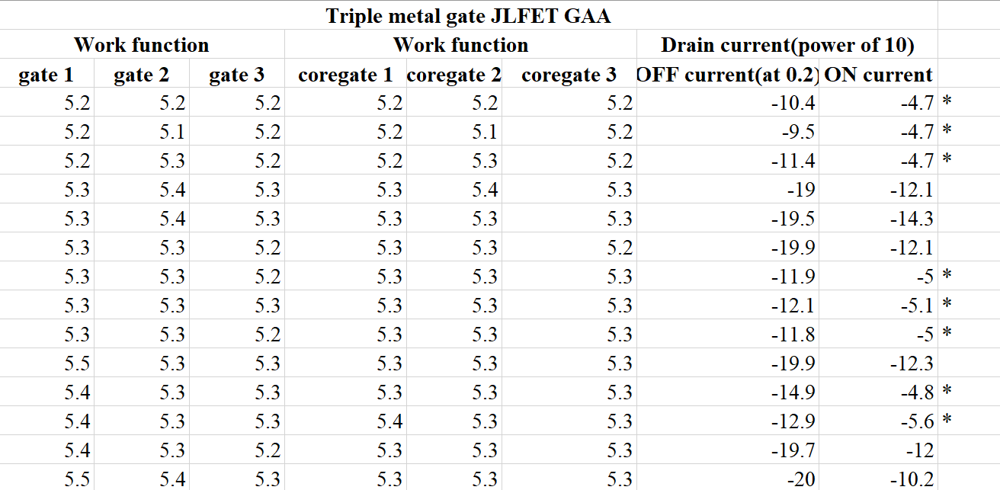 Triple metal gate JLFET GAA
Work function Work function Drain current(power of 10)
gate 1 gate 2 gate 3 coregate 1 coregate 2 coregate 3 OFF current(at 0.2) ON current
5.2 5.2 5.2 5.2 5.2 5.2 -10.4 -4.7 *
5.2 5.1 5.2 5.2 5.1 5.2 -9.5 -4.7 *
5.2 5.3 5.2 5.2 5.3 5.2 -11.4 -4.7 *
5.3 5.4 5.3 5.3 5.4 5.3 -19 -12.1
5.3 5.4 5.3 5.3 5.3 5.3 -19.5 -14.3
5.3 5.3 5.2 5.3 5.3 5.2 -19.9 -12.1
5.3 5.3 5.2 5.3 5.3 5.3 -11.9 -5 *
5.3 5.3 5.3 5.3 5.3 5.3 -12.1 -5.1 *
5.3 5.3 5.2 5.3 5.3 5.3 -11.8 -5 *
5.5 5.3 5.3 5.3 5.3 5.3 -19.9 -12.3
5.4 5.3 5.3 5.3 5.3 5.3 -14.9 -4.8 *
5.4 5.3 5.3 5.4 5.3 5.3 -12.9 -5.6 *
5.4 5.3 5.2 5.3 5.3 5.3 -19.7 -12
5.5 5.4 5.3 5.3 5.3 5.3 -20 -10.2